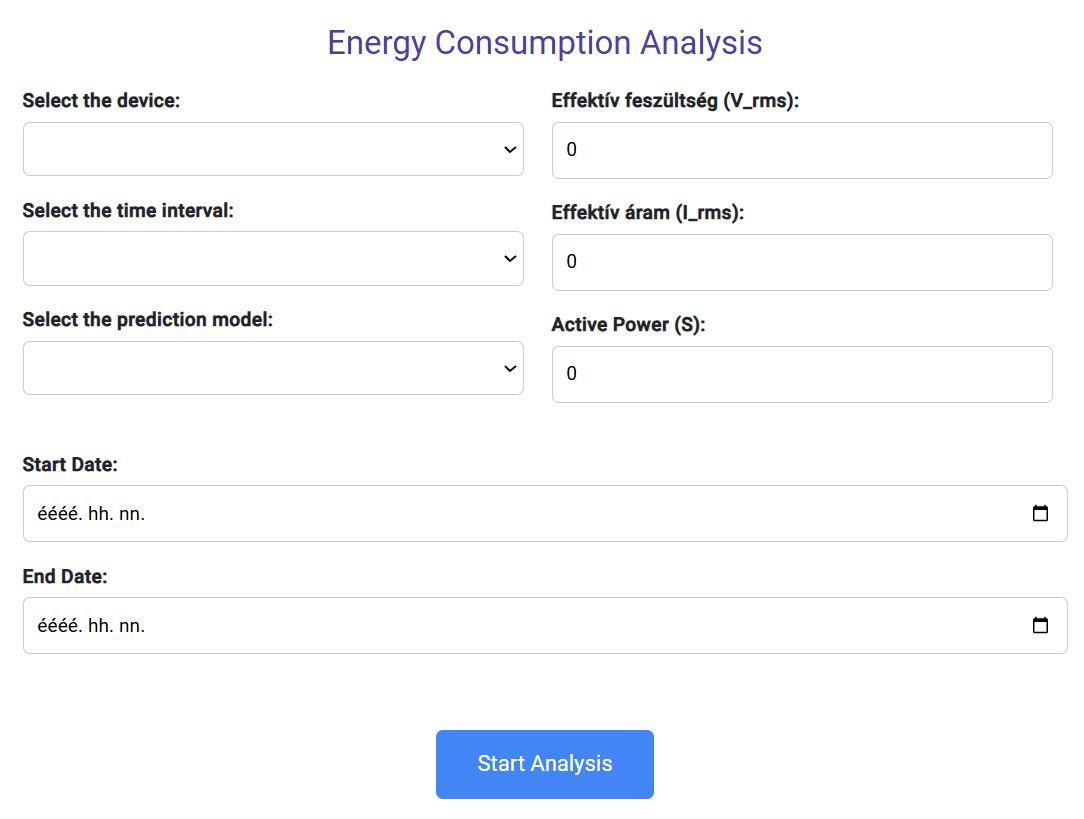 Energy Consumption Analysis
Select the device:
Effektív feszültség (V_rms):
0
Select the time interval:
Effektív áram (I_rms):
0
Select the prediction model:
Active Power (S):
0
Start Date:
éééé. hh. nn.
End Date:
éééé. hh. nn.
Start Analysis